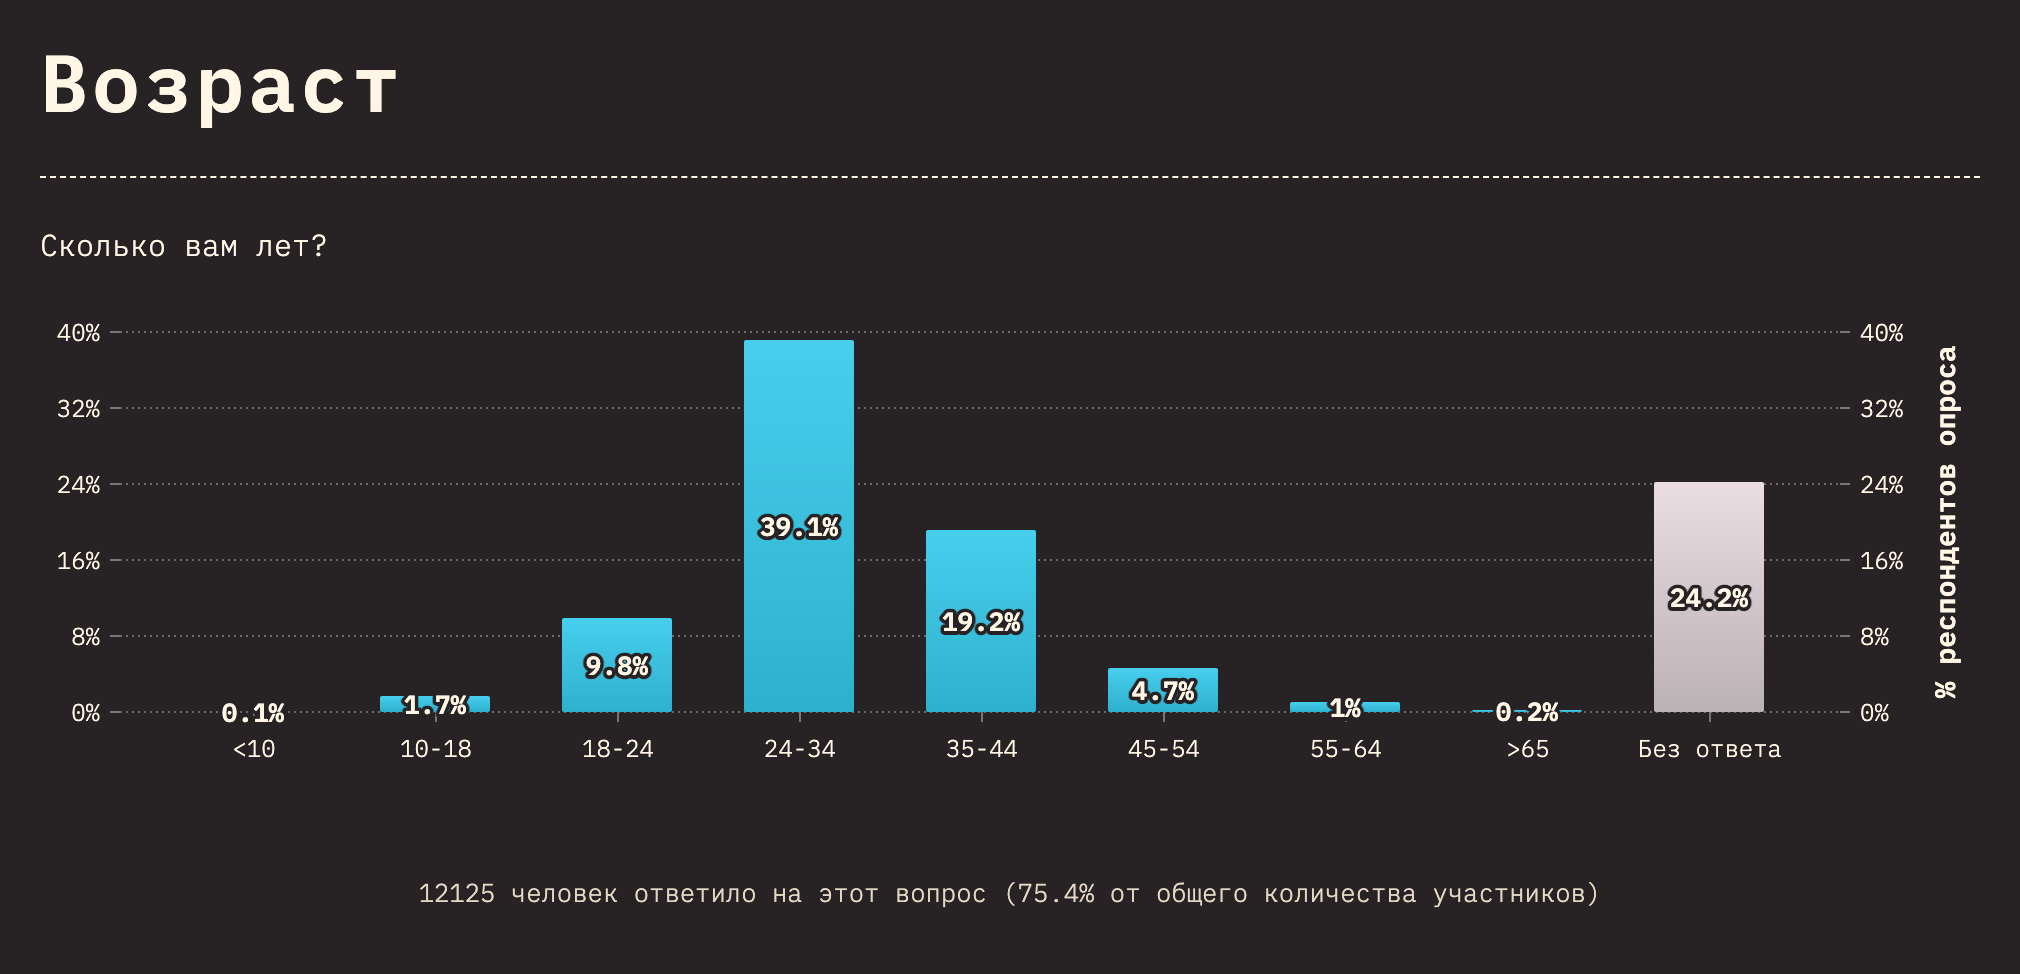 Возраст
Сколько вам лет?
40% 40%
32% 32%
24% 24%
16% 16%
8% 8%
0% 0%
% респондентов опроса
0.1% 1.7% 9.8% 39.1% 19.2% 4.7% 1% 0.2% 24.2%
<10 10-18 18-24 24-34 35-44 45-54 55-64 >65 Без ответа
12125 человек ответило на этот вопрос (75.4% от общего количества участников)